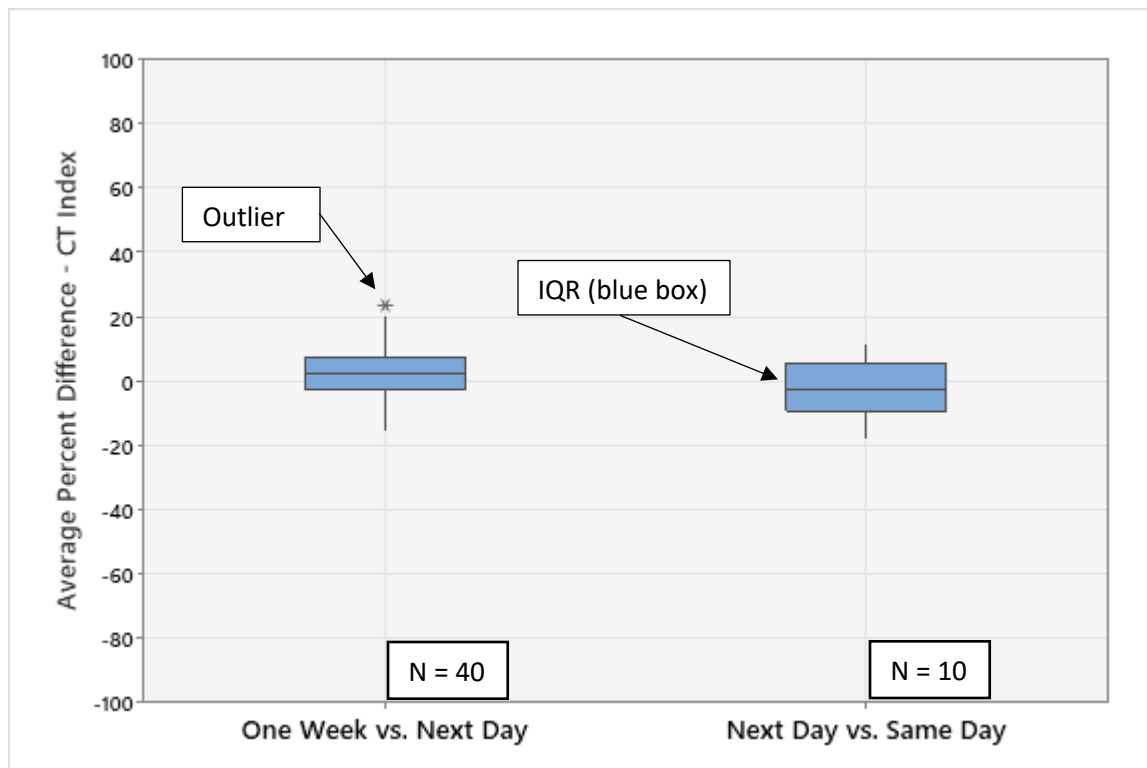 Average Percent Difference - CT Index
100
80
60
40
20
0
-20
-40
-60
-80
-100
Outlier
IQR (blue box)
N = 40
N = 10
One Week vs. Next Day
Next Day vs. Same Day